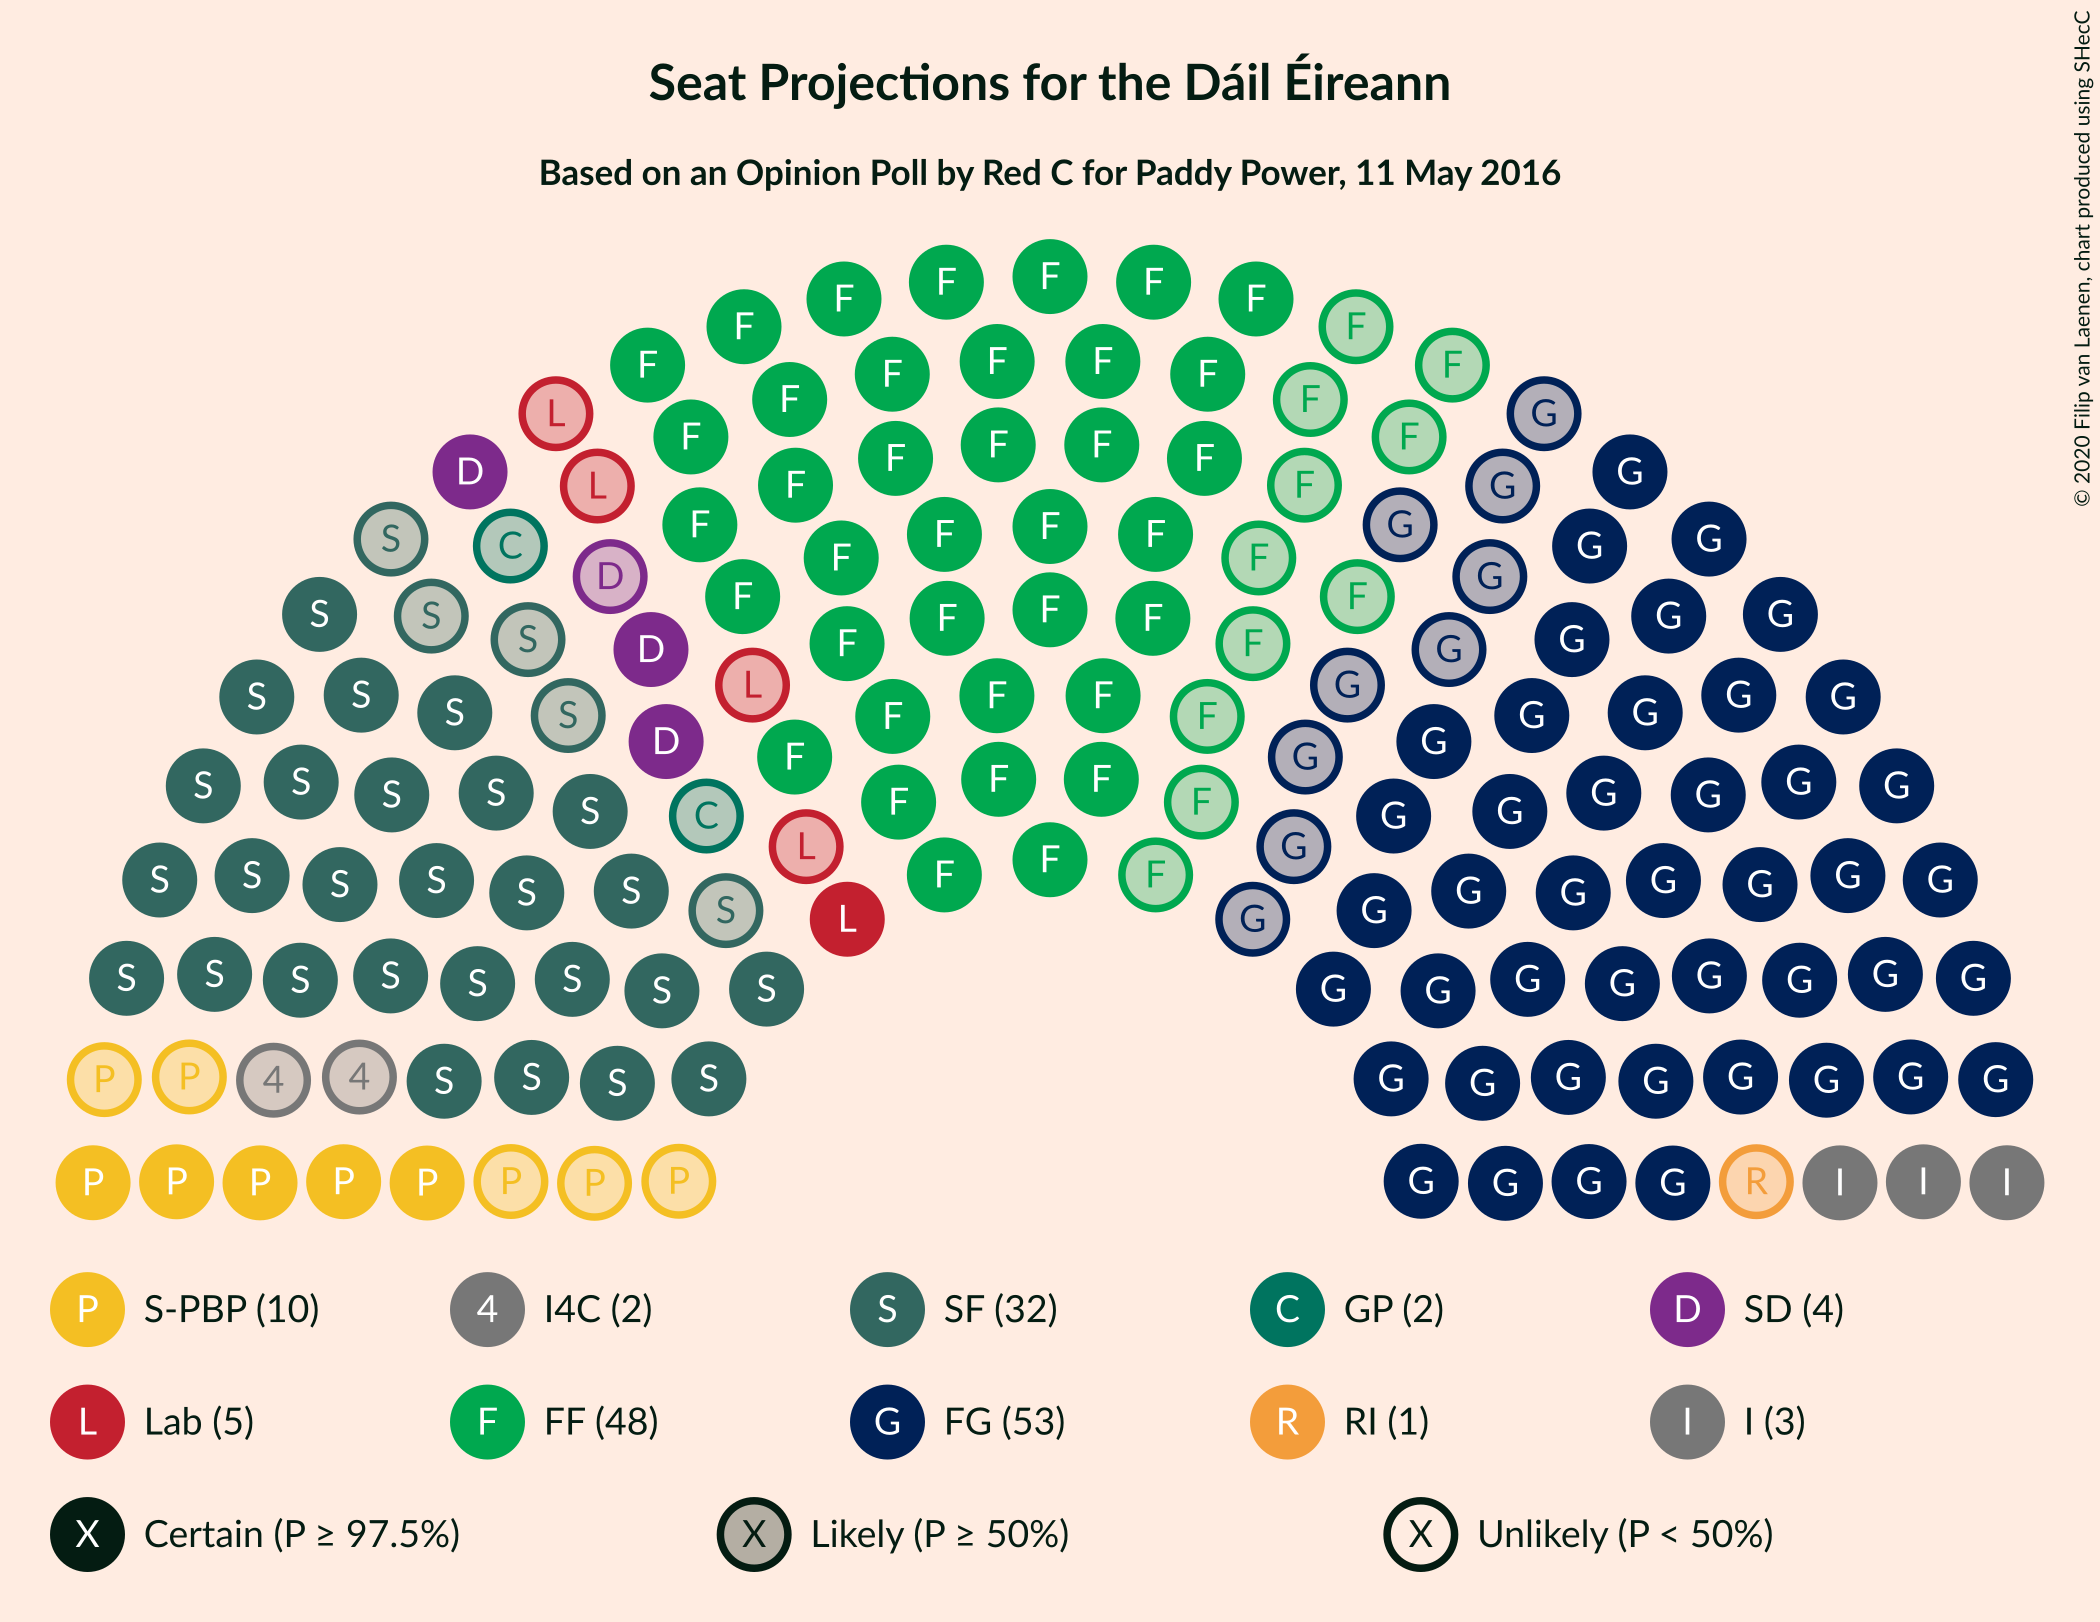 © 2020 Filip van Laenen, chart produced using SHecC
Seat Projections for the Dáil Éireann
Based on an Opinion Poll by Red C for Paddy Power, 11 May 2016
F F F F F
F F
F F F F F F
L F F G
F F F F F F
D L F F G G
S C F F F F F F G G G
S S D F F F F F G G G
S D F F G G
S S S S L F F F F G G G G G
D F G G
S S S S S C F F F F G G G G G G
L F G
S S S S S S S L F F G G G G G G G G
S S S S S S S S G G G G G G G G
P P 4 4 S S S S G G G G G G G G
P P P P P P P P G G G G R I I I
P S-PBP (10) 4 I4C (2) S SF (32) C GP (2) D SD (4)
L Lab (5) F FF (48) G FG (53) R RI (1) I I (3)
X Certain (P ≥ 97.5%) X Likely (P ≥ 50%) X Unlikely (P < 50%)